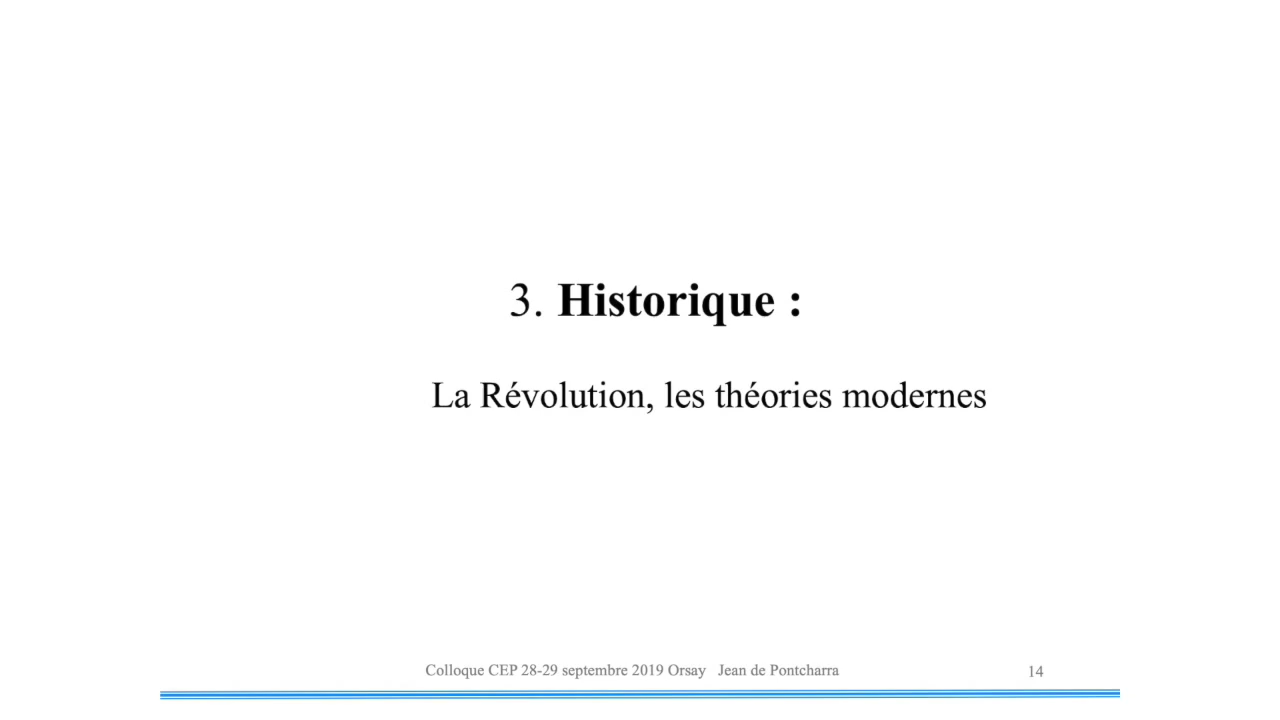 3. Historique :
La Révolution, les théories modernes
Colloque CEP 28-29 septembre 2019 Orsay Jean de Pontcharra
14